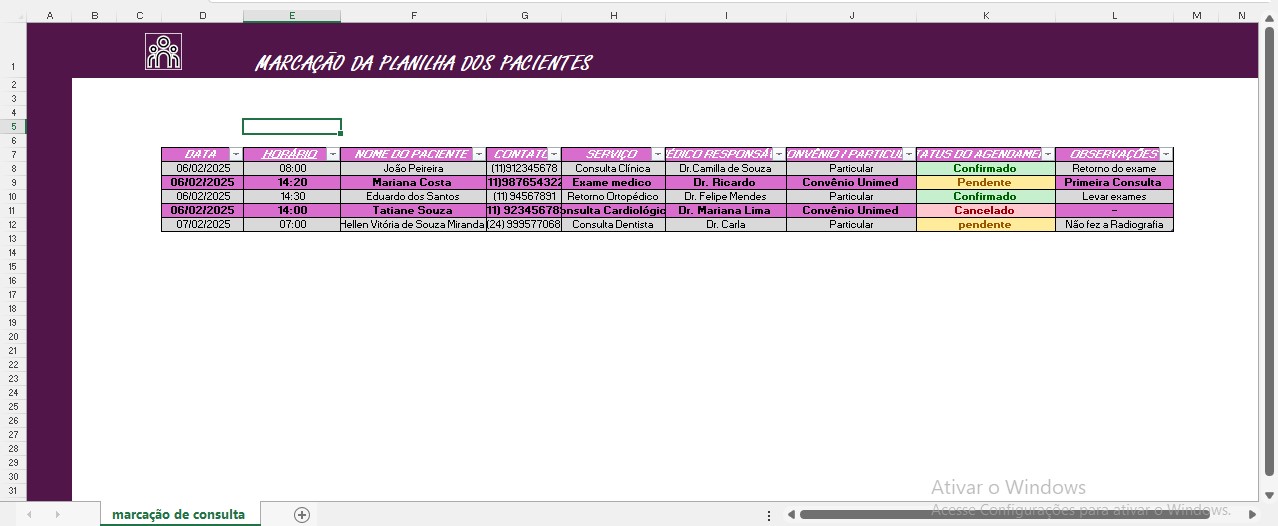 A B C D E F G H I J K L M N
1 MARCAÇÃO DA PLANILHA DOS PACIENTES
2
3
4
5
6
7 DATA HORÁRIO NOME DO PACIENTE CONTATO SERVIÇO ÉDICO RESPONSÁ ONVÊNIO / PARTICUL ATUS DO AGENDAME OBSERVAÇÕES
8 06/02/2025 08:00 João Peireira (11)912345678 Consulta Clínica Dr.Camilla de Souza Particular Confirmado Retorno do exame
9 06/02/2025 14:20 Mariana Costa 11)987654322 Exame medico Dr. Ricardo Convênio Unimed Pendente Primeira Consulta
10 06/02/2025 14:30 Eduardo dos Santos (11) 94567891 Retorno Ortopédico Dr. Felipe Mendes Particular Confirmado Levar exames
11 06/02/2025 14:00 Tatiane Souza 11) 92345678 onsulta Cardiológic Dr. Mariana Lima Convênio Unimed Cancelado -
12 07/02/2025 07:00 Hellen Vitória de Souza Miranda (24) 999577068 Consulta Dentista Dr. Carla Particular pendente Não fez a Radiografia
13
14
15
16
17
18
19
20
21
22
23
24
25
26
27
28
29
30
31
Ativar o Windows
Acesse Configurações para ativar o Windows.
marcação de consulta